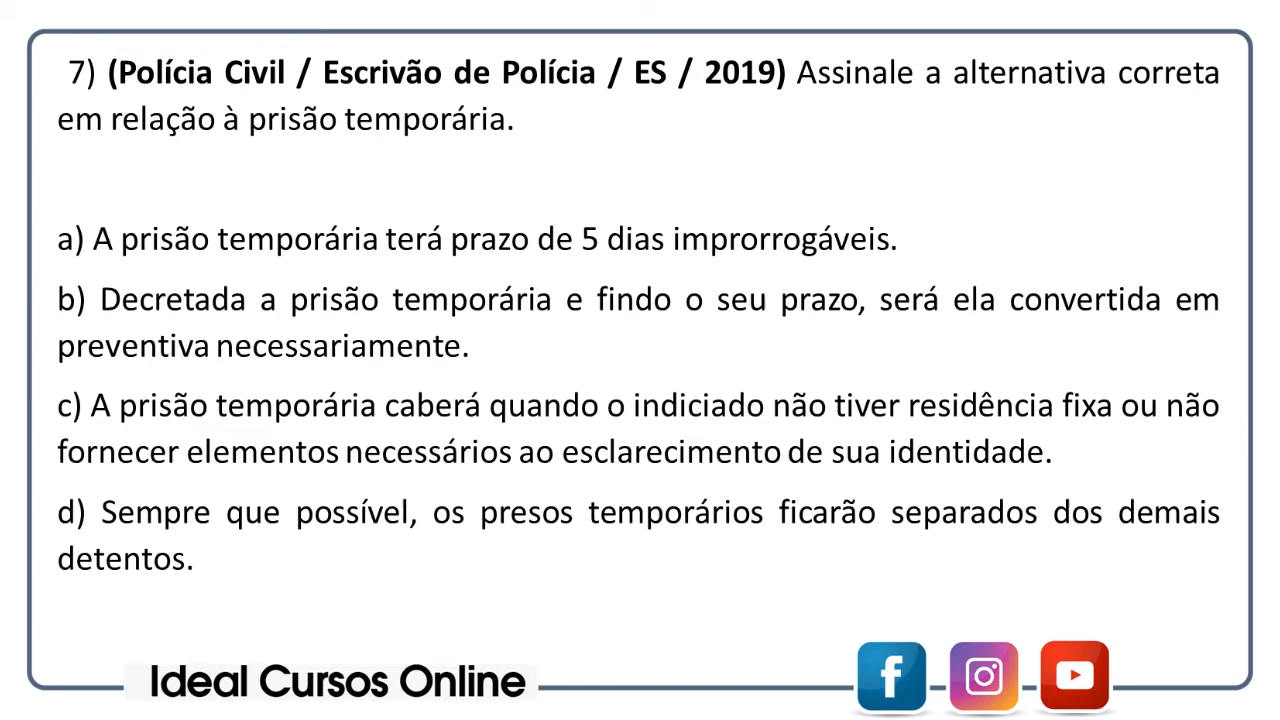 7) (Polícia Civil / Escrivão de Polícia / ES / 2019) Assinale a alternativa correta
em relação à prisão temporária.
a) A prisão temporária terá prazo de 5 dias improrrogáveis.
b) Decretada a prisão temporária e findo o seu prazo, será ela convertida em
preventiva necessariamente.
c) A prisão temporária caberá quando o indiciado não tiver residência fixa ou não
fornecer elementos necessários ao esclarecimento de sua identidade.
d) Sempre que possível, os presos temporários ficarão separados dos demais
detentos.
Ideal Cursos Online